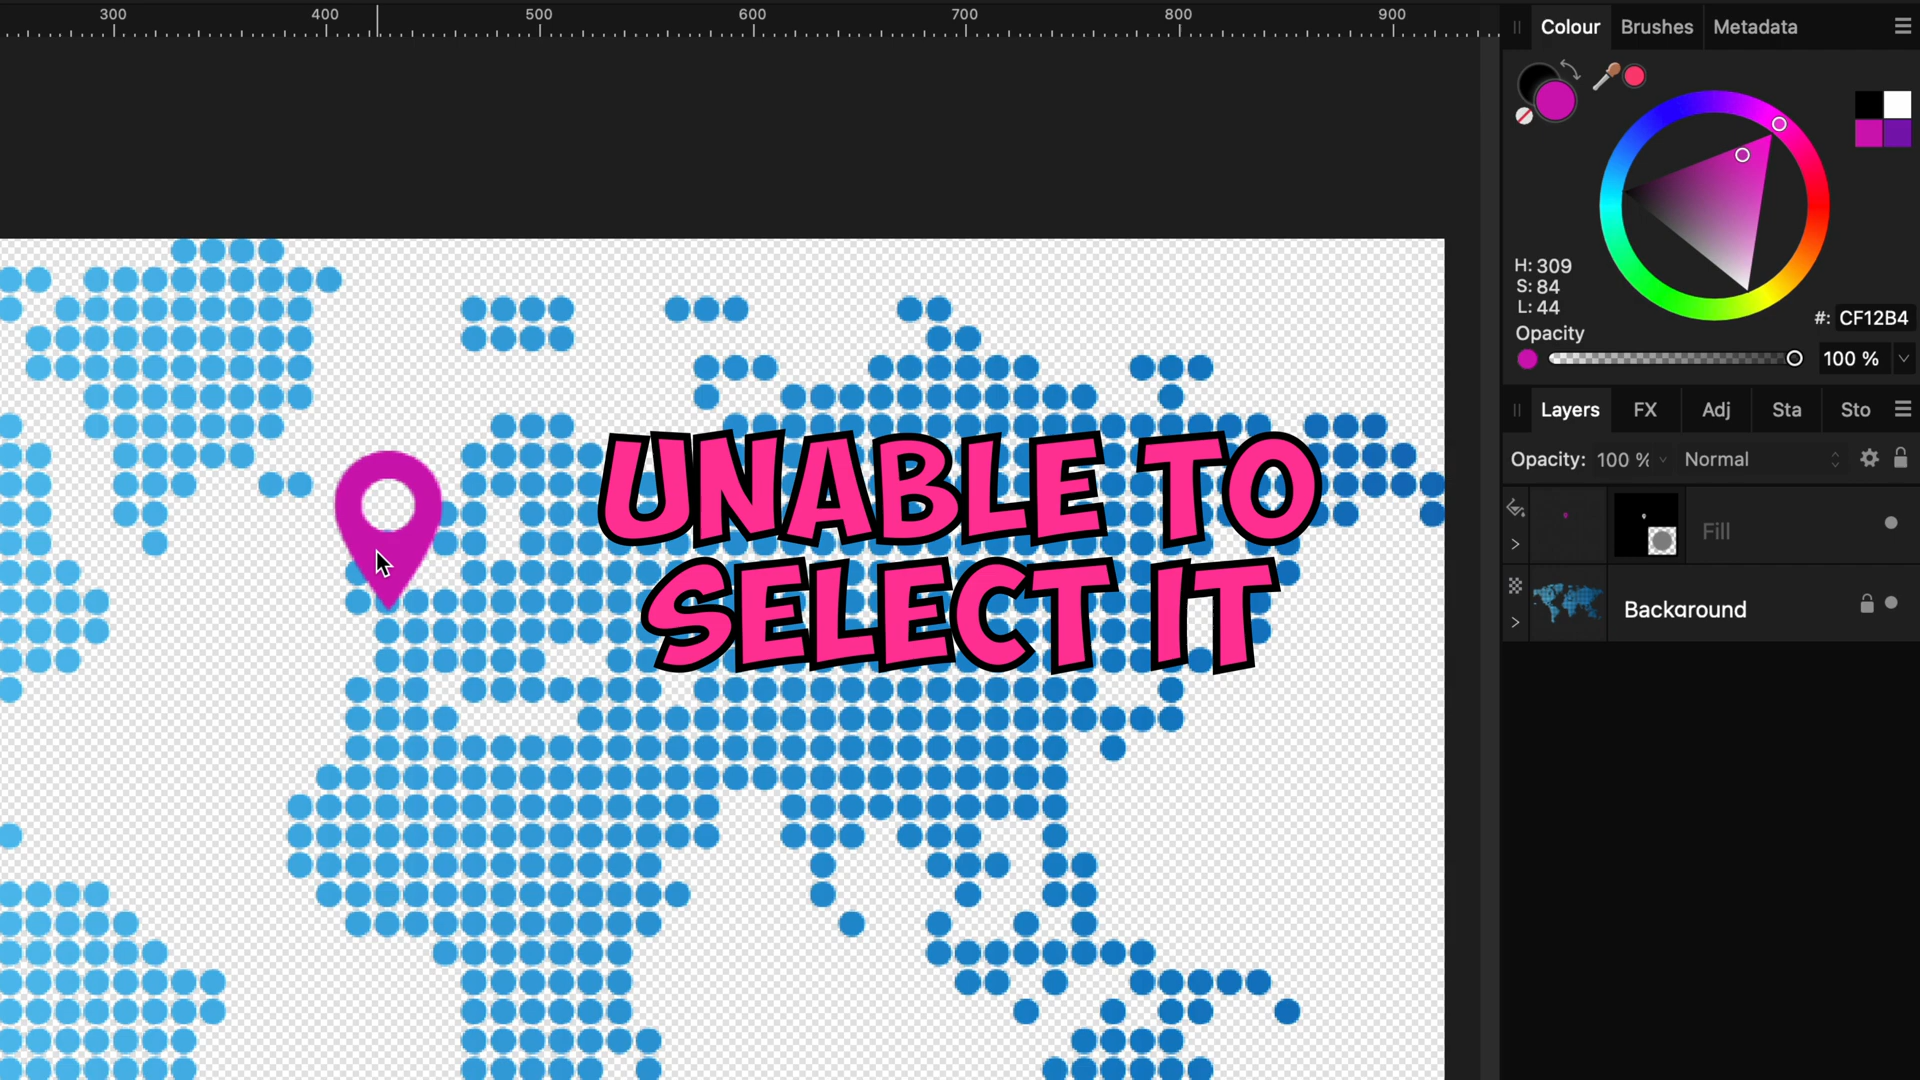 300 400 500 600 700 800 900
Colour Brushes Metadata
H: 309
S: 84
L: 44
#: CF12B4
Opacity
100 %
Layers FX Adj Sta Sto
Opacity: 100 % Normal
Fill
Background
UNABLE TO
SELECT IT